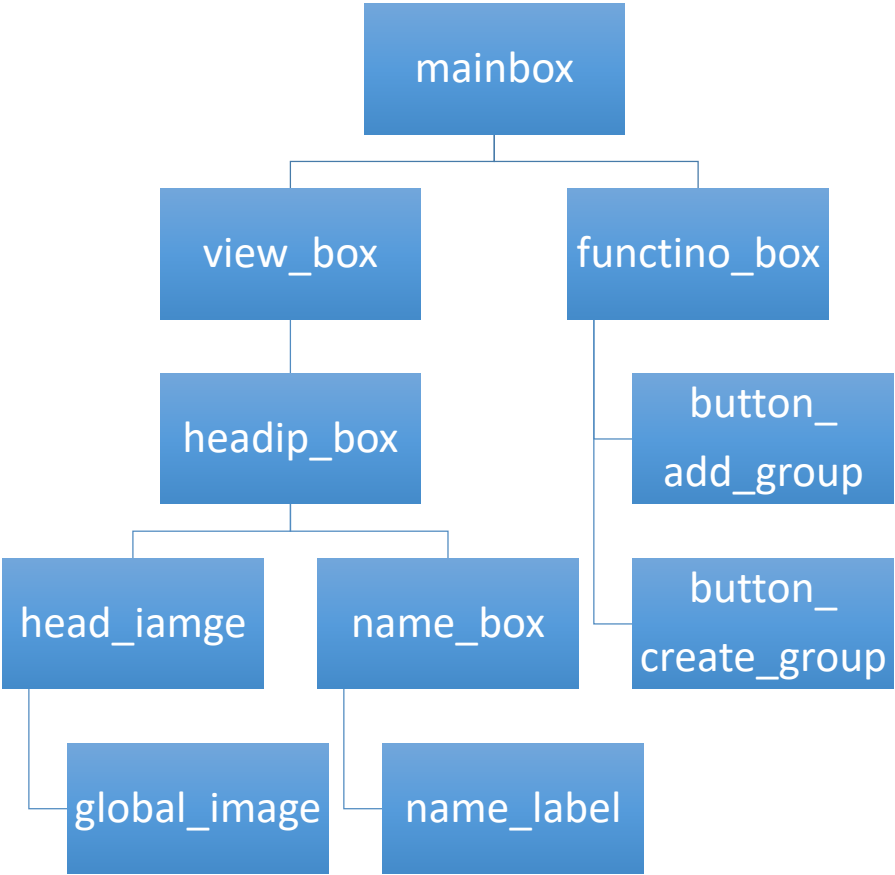 mainbox
view_box
functino_box
headip_box
button_
add_group
head_iamge
name_box
button_
create_group
global_image
name_label